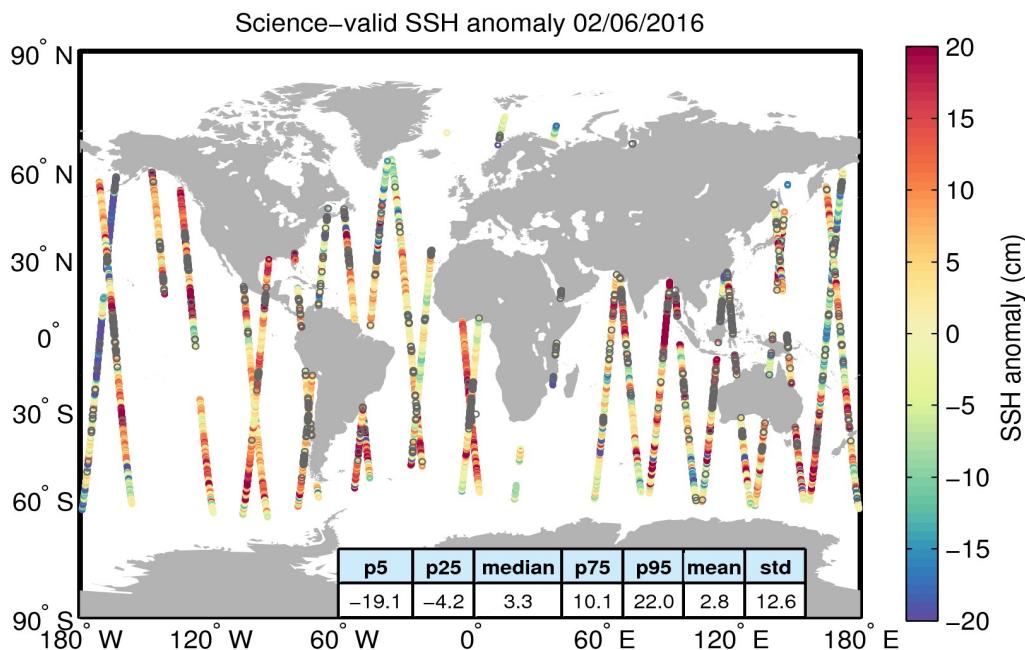 Science−valid SSH anomaly 02/06/2016
90° N
60° N
30° N
0°
30° S
60° S
90° S
180° W
120° W
60° W
0°
60° E
120° E
180° E
p5 p25 median p75 p95 mean std
−19.1 −4.2 3.3 10.1 22.0 2.8 12.6
20
15
10
5
0
−5
−10
−15
−20
SSH anomaly (cm)